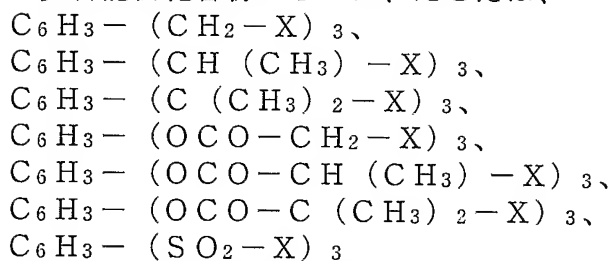 C₆H₃－（CH₂－X）₃、
C₆H₃－（CH（CH₃）－X）₃、
C₆H₃－（C（CH₃）₂－X）₃、
C₆H₃－（OCO－CH₂－X）₃、
C₆H₃－（OCO－CH（CH₃）－X）₃、
C₆H₃－（OCO－C（CH₃）₂－X）₃、
C₆H₃－（SO₂－X）₃